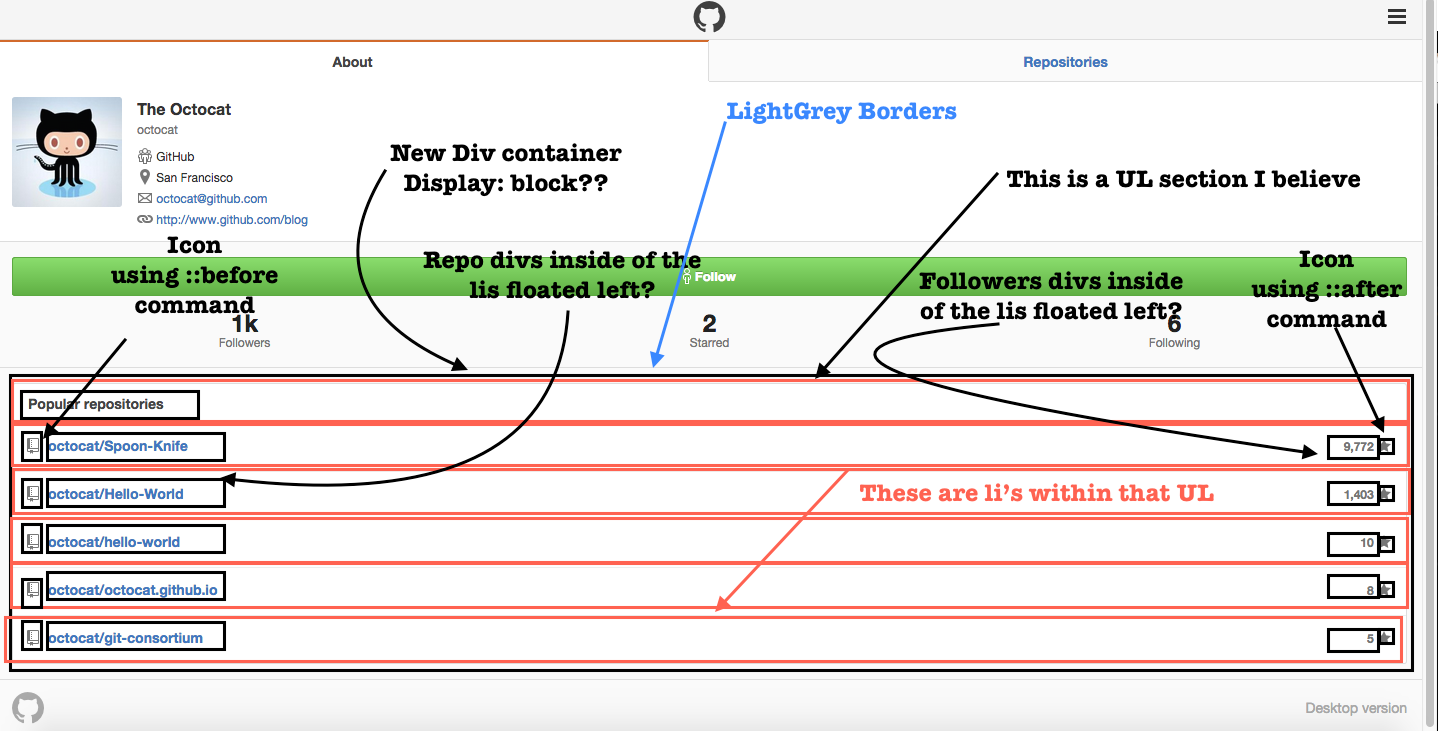 About
Repositories
The Octocat
octocat
GitHub
San Francisco
octocat@github.com
http://www.github.com/blog
LightGrey Borders
New Div container
Display: block??
This is a UL section I believe
Icon
using ::before
command
Repo divs inside of the
lis floated left?
Follow
Followers divs inside
of the lis floated left?
Icon
using ::after
command
1k
Followers
2
Starred
6
Following
Popular repositories
octocat/Spoon-Knife
9,772
octocat/Hello-World
1,403
These are li's within that UL
octocat/hello-world
10
octocat/octocat.github.io
8
octocat/git-consortium
5
Desktop version